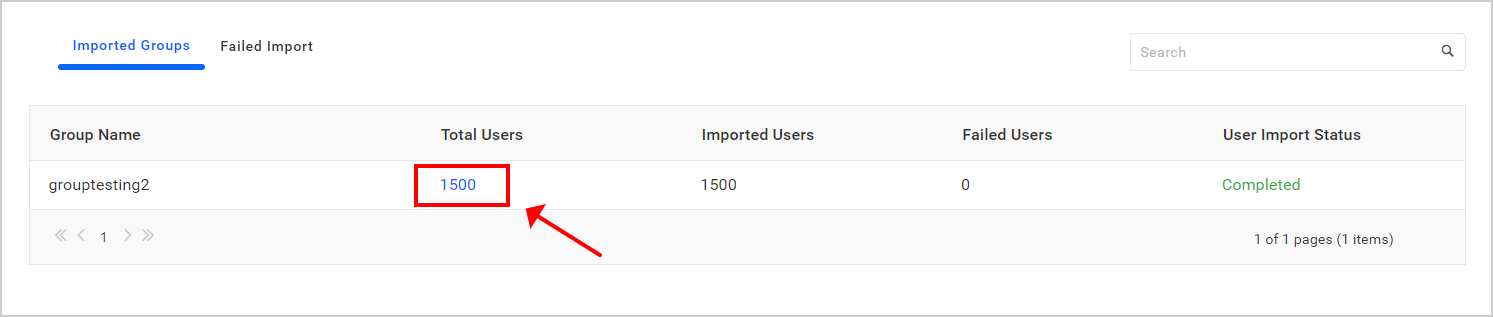 Imported Groups Failed Import
Search
Group Name Total Users Imported Users Failed Users User Import Status
grouptesting2 1500 1500 0 Completed
1 1 of 1 pages (1 items)